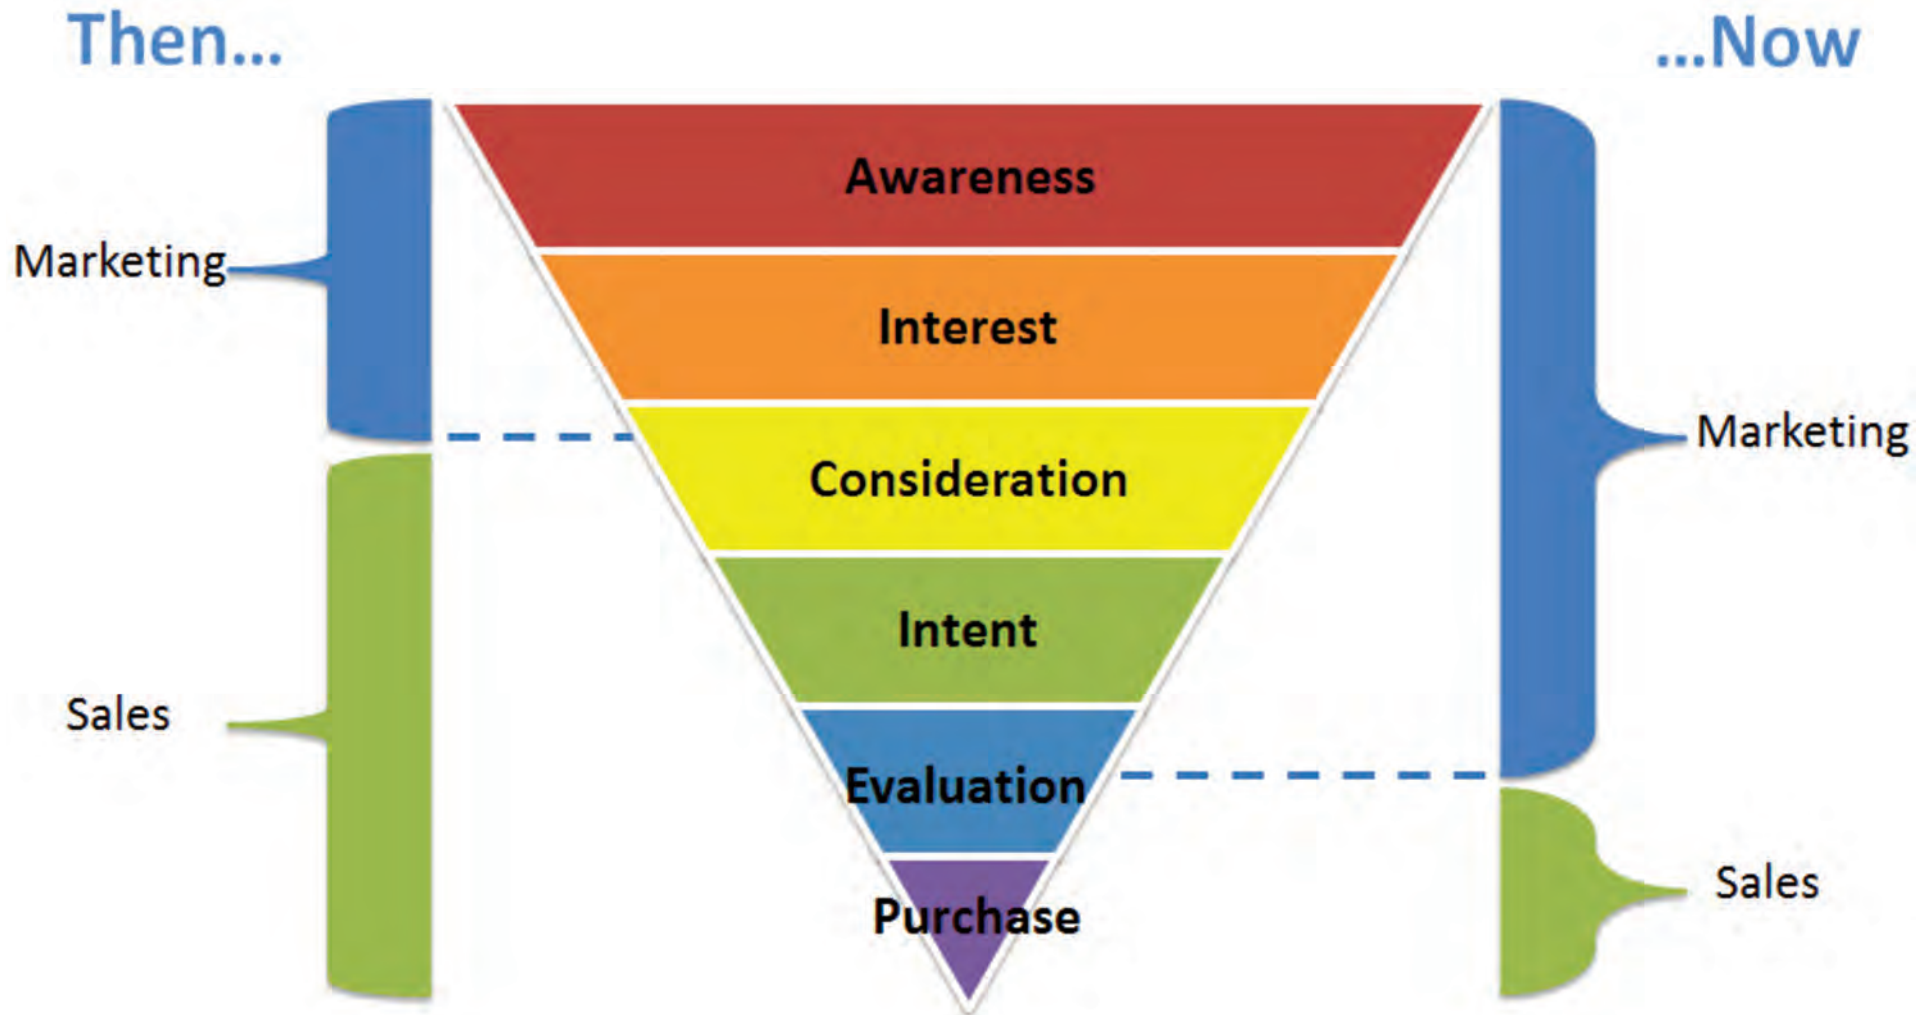 Then...
...Now
Awareness
Marketing
Interest
Marketing
Consideration
Intent
Sales
Evaluation
Sales
Purchase